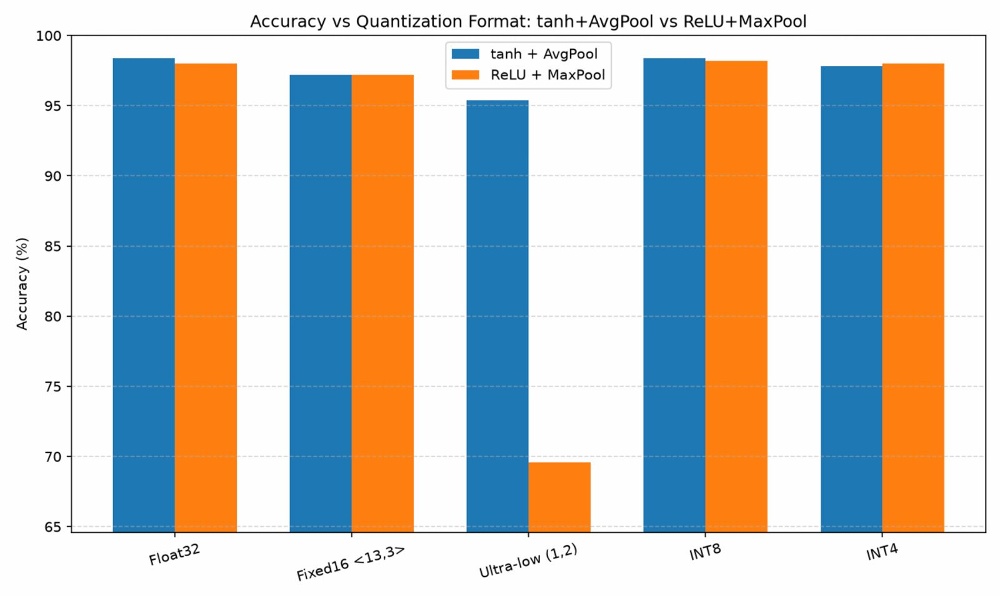 Accuracy vs Quantization Format: tanh+AvgPool vs ReLU+MaxPool
tanh + AvgPool
ReLU + MaxPool
Accuracy (%)
100
95
90
85
80
75
70
65
Float32
Fixed16 <13,3>
Ultra-low (1,2)
INT8
INT4